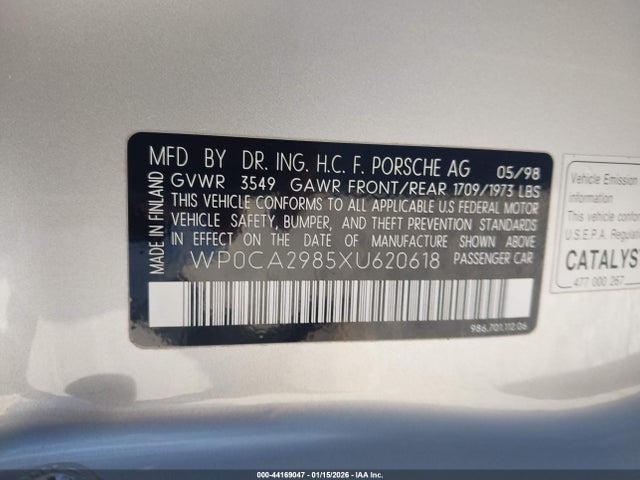 MFD BY DR. ING. H.C. F. PORSCHE AG 05/98
GVWR 3549 GAWR FRONT/REAR 1709/1973 LBS
THIS VEHICLE CONFORMS TO ALL APPLICABLE U.S FEDERAL MOTOR
VEHICLE SAFETY, BUMPER, AND THEFT PREVENTION STANDARDS
IN EFFECT ON THE DATE OF MANUFACTURE SHOWN ABOVE.
WP0CA2985XU620618 PASSENGER CAR
986.701.112.06
MADE IN FINLAND
Vehicle Emission
information
This vehicle conforms
U.S.E.P.A. Regulat
CATALYS
477 000 267
000-44169047 - 01/15/2026 - IAA Inc.